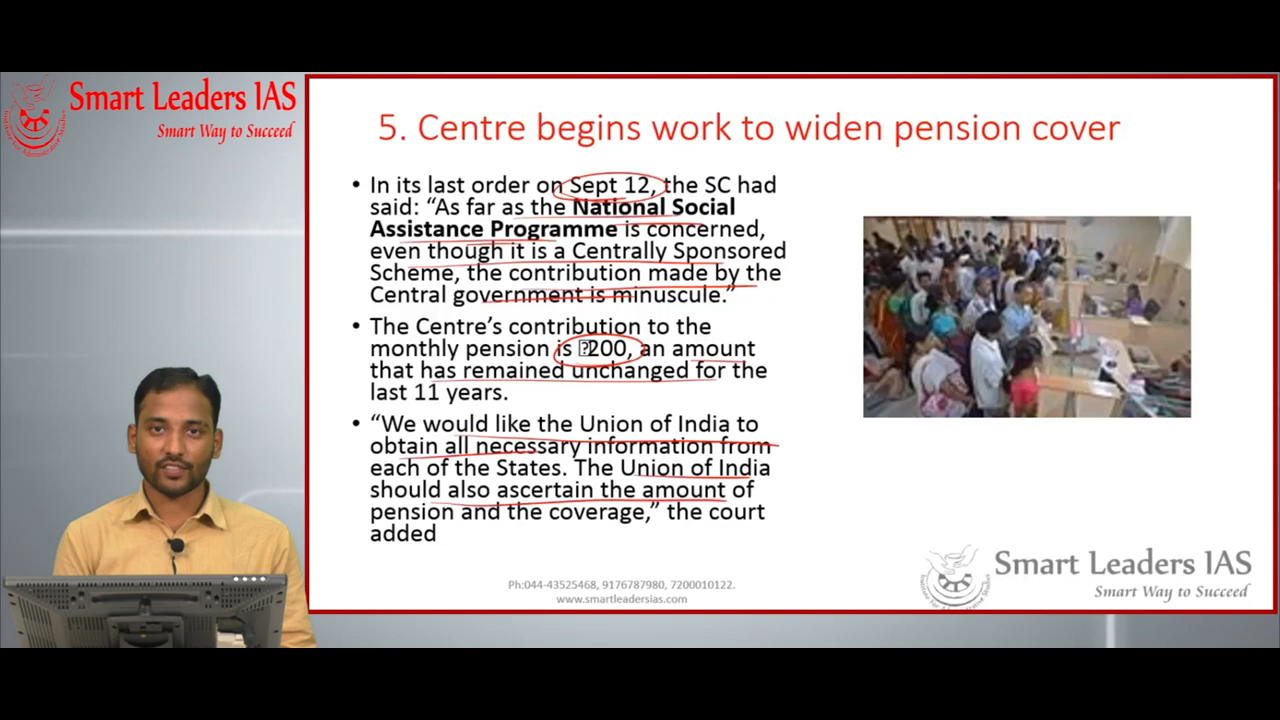 Smart Leaders IAS
Smart Way to Succeed
5. Centre begins work to widen pension cover
• In its last order on Sept 12, the SC had
said: “As far as the National Social
Assistance Programme is concerned,
even though it is a Centrally Sponsored
Scheme, the contribution made by the
Central government is minuscule.”
• The Centre’s contribution to the
monthly pension is 200, an amount
that has remained unchanged for the
last 11 years.
• “We would like the Union of India to
obtain all necessary information from
each of the States. The Union of India
should also ascertain the amount of
pension and the coverage,” the court
added
Smart Leaders IAS
Smart Way to Succeed
Ph:044-43525468, 9176787980, 7200010122.
www.smartleadersias.com